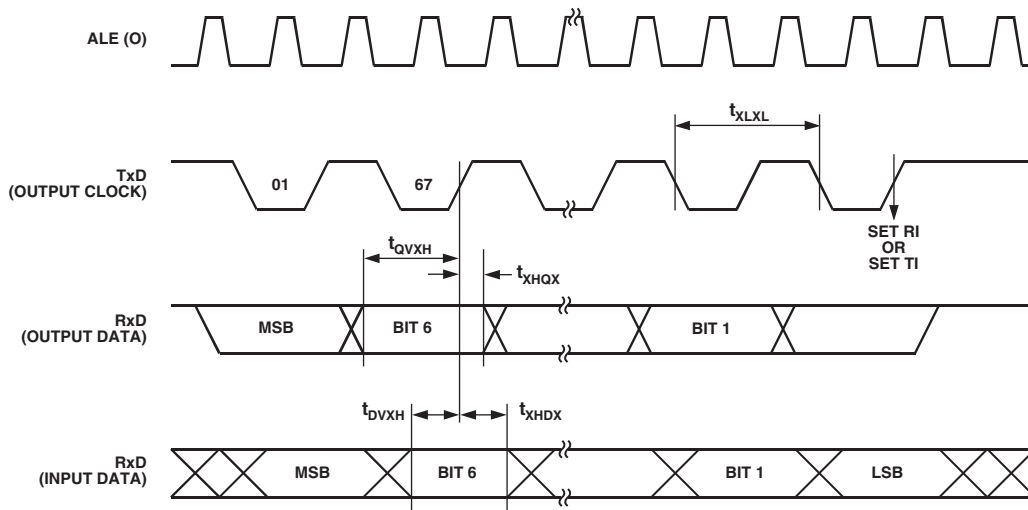 ALE (O)
t_XLXL
TxD
(OUTPUT CLOCK)
01
67
SET RI
OR
SET TI
t_QVXH
t_XHQX
RxD
(OUTPUT DATA)
MSB
BIT 6
BIT 1
t_DVXH
t_XHDX
RxD
(INPUT DATA)
MSB
BIT 6
BIT 1
LSB